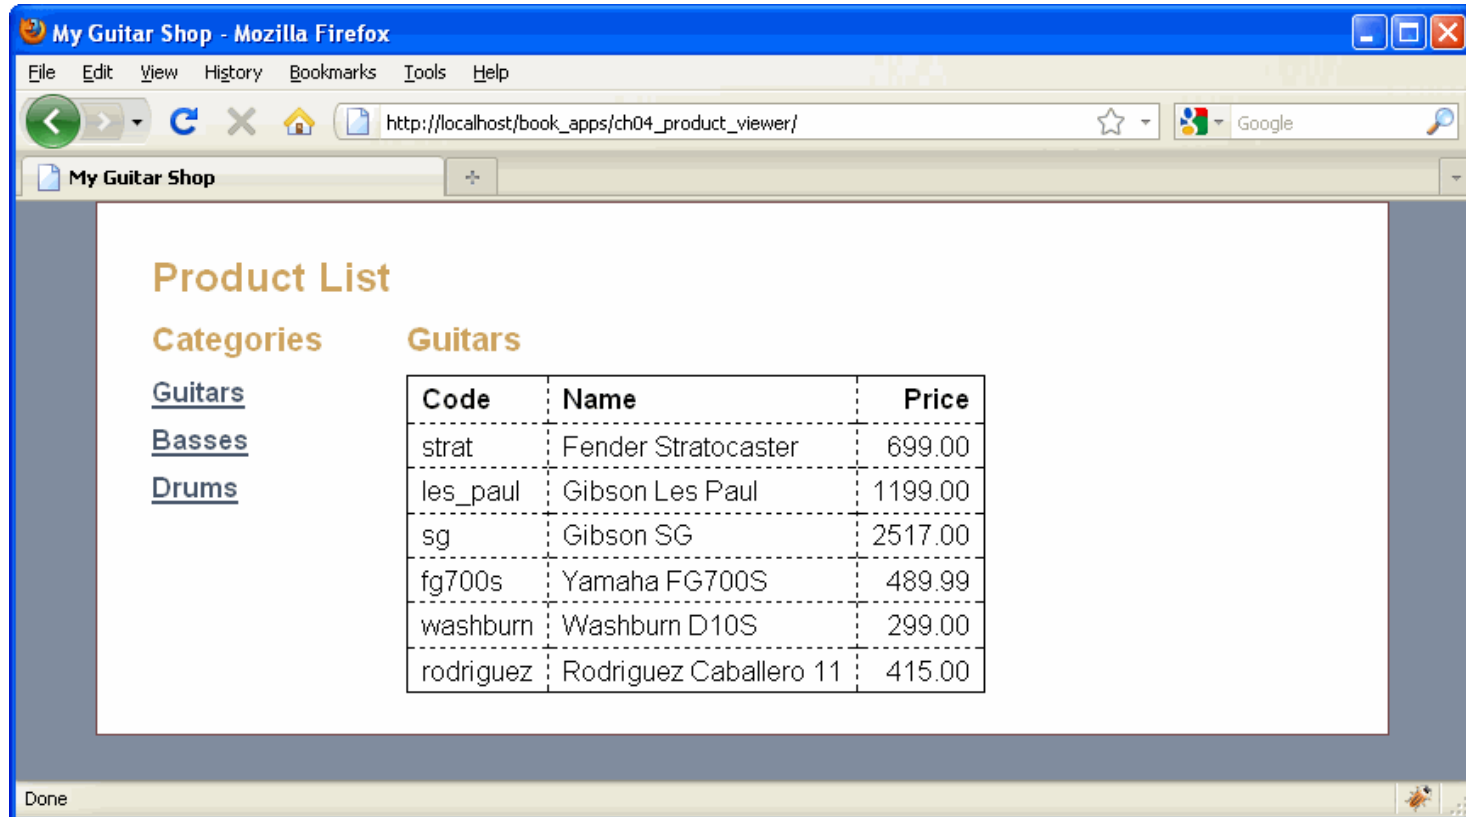 My Guitar Shop - Mozilla Firefox
File Edit View History Bookmarks Tools Help
http://localhost/book_apps/ch04_product_viewer/ Google
My Guitar Shop
Product List
Categories
Guitars
Basses
Drums
Guitars
Code Name Price
strat Fender Stratocaster 699.00
les_paul Gibson Les Paul 1199.00
sg Gibson SG 2517.00
fg700s Yamaha FG700S 489.99
washburn Washburn D10S 299.00
rodriguez Rodriguez Caballero 11 415.00
Done